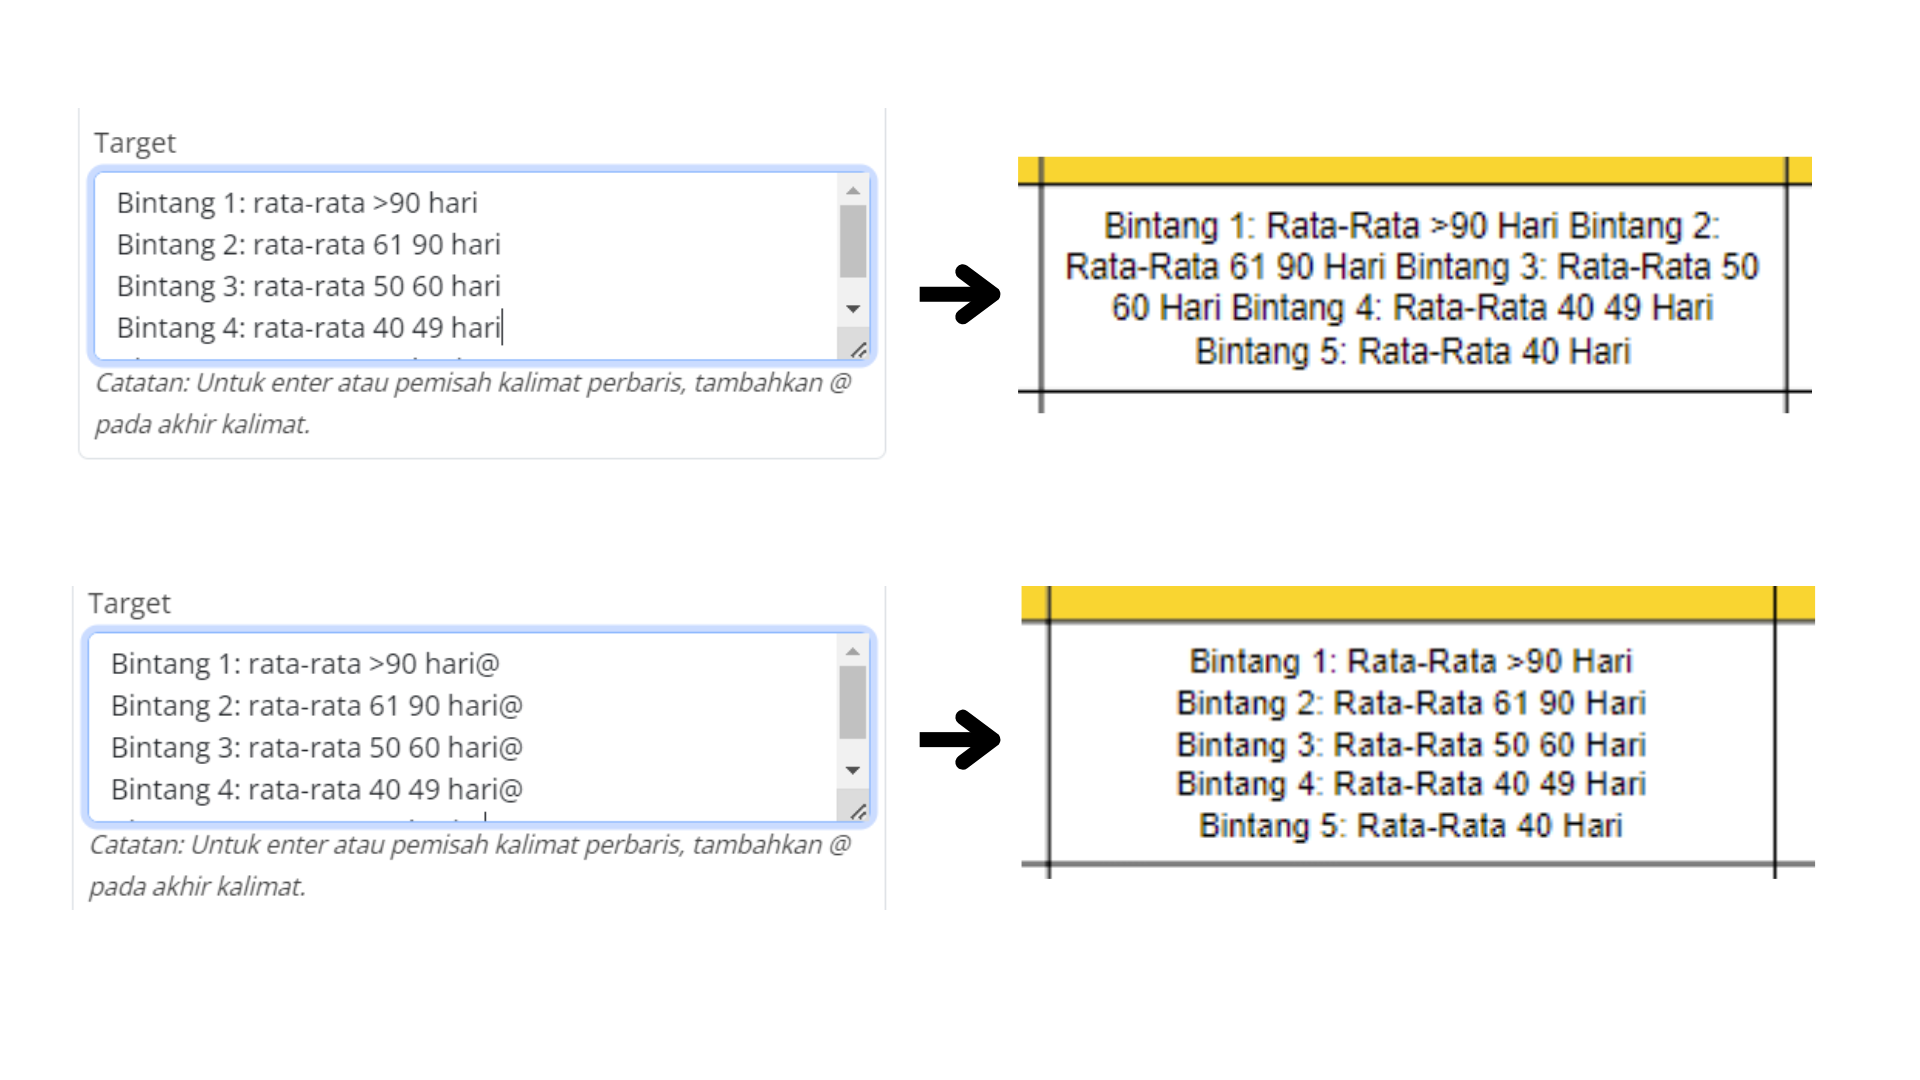 Target
Bintang 1: rata-rata >90 hari
Bintang 2: rata-rata 61 90 hari
Bintang 3: rata-rata 50 60 hari
Bintang 4: rata-rata 40 49 hari
Catatan: Untuk enter atau pemisah kalimat perbaris, tambahkan @
pada akhir kalimat.
Bintang 1: Rata-Rata >90 Hari Bintang 2:
Rata-Rata 61 90 Hari Bintang 3: Rata-Rata 50
60 Hari Bintang 4: Rata-Rata 40 49 Hari
Bintang 5: Rata-Rata 40 Hari
Target
Bintang 1: rata-rata >90 hari@
Bintang 2: rata-rata 61 90 hari@
Bintang 3: rata-rata 50 60 hari@
Bintang 4: rata-rata 40 49 hari@
Catatan: Untuk enter atau pemisah kalimat perbaris, tambahkan @
pada akhir kalimat.
Bintang 1: Rata-Rata >90 Hari
Bintang 2: Rata-Rata 61 90 Hari
Bintang 3: Rata-Rata 50 60 Hari
Bintang 4: Rata-Rata 40 49 Hari
Bintang 5: Rata-Rata 40 Hari